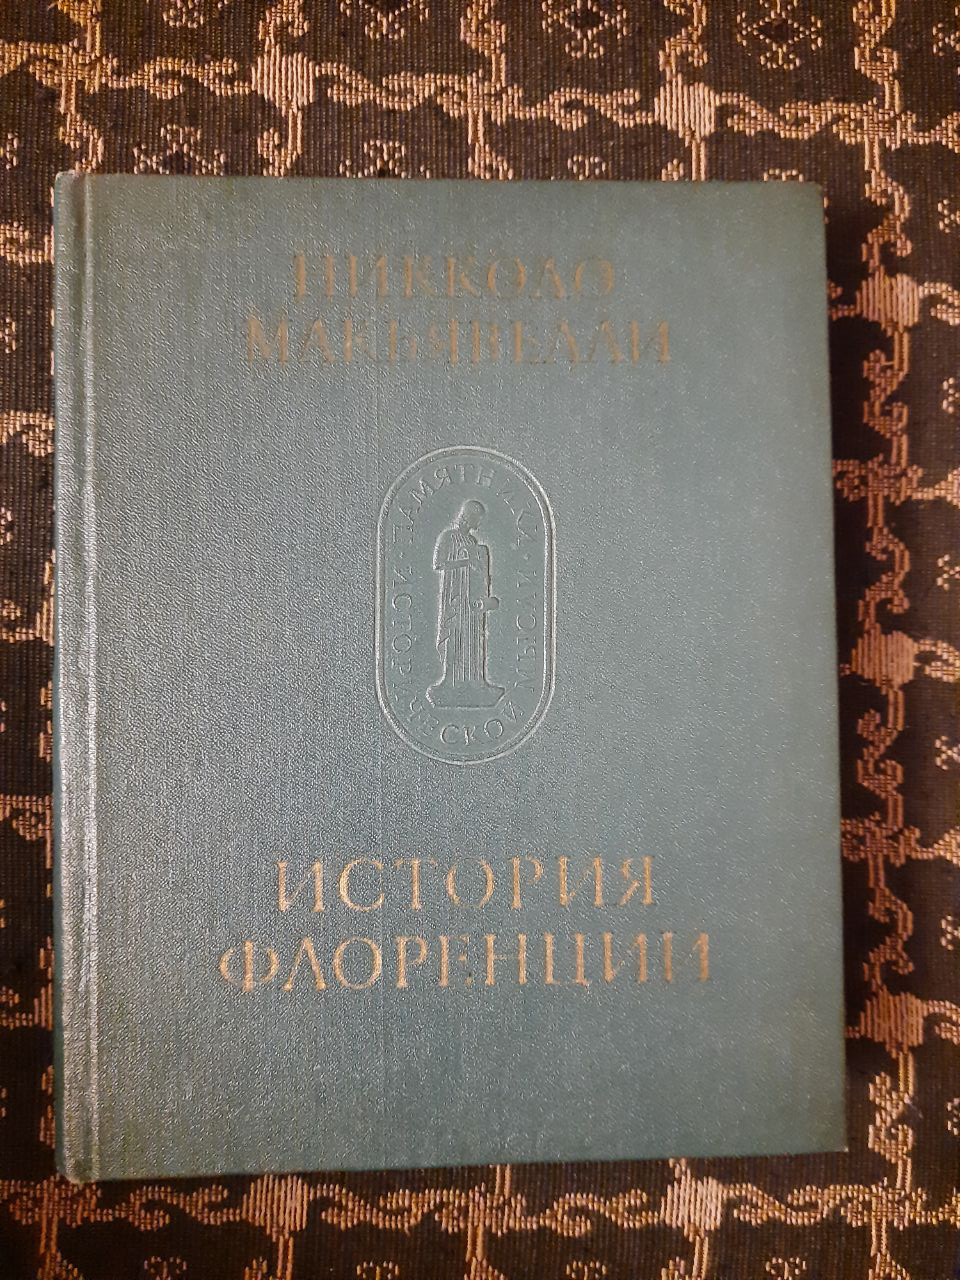 НИККОЛО
МАКЬЯВЕЛЛИ
ПАМЯТНИКИ · ИСТОРИЧЕСКОЙ МЫСЛИ ·
ИСТОРИЯ
ФЛОРЕНЦИИ